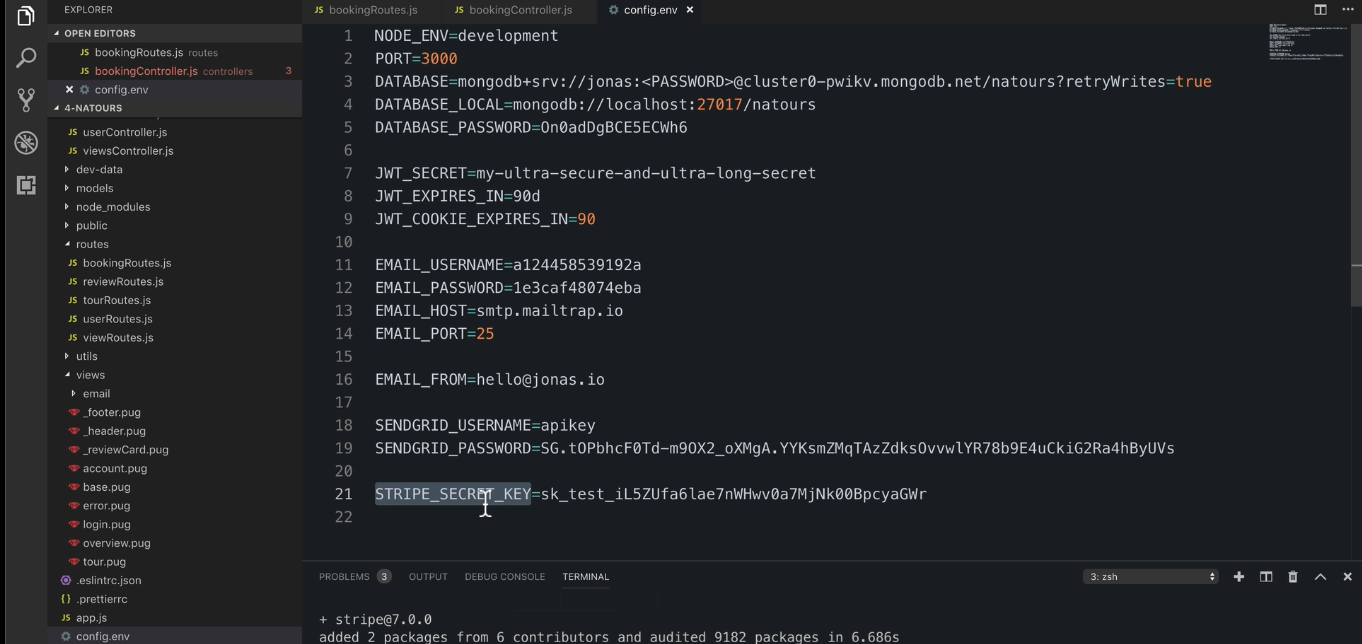 EXPLORER
OPEN EDITORS
JS bookingRoutes.js routes
JS bookingController.js controllers 3
config.env
4-NATOURS
JS userController.js
JS viewsController.js
dev-data
models
node_modules
public
routes
JS bookingRoutes.js
JS reviewRoutes.js
JS tourRoutes.js
JS userRoutes.js
JS viewRoutes.js
utils
views
email
_footer.pug
_header.pug
_reviewCard.pug
account.pug
base.pug
error.pug
login.pug
overview.pug
tour.pug
.eslintrc.json
{} .prettierrc
JS app.js
config.env
JS bookingRoutes.js JS bookingController.js config.env
1 NODE_ENV=development
2 PORT=3000
3 DATABASE=mongodb+srv://jonas:<PASSWORD>@cluster0-pwikv.mongodb.net/natours?retryWrites=true
4 DATABASE_LOCAL=mongodb://localhost:27017/natours
5 DATABASE_PASSWORD=On0adDgBCE5ECWh6
6
7 JWT_SECRET=my-ultra-secure-and-ultra-long-secret
8 JWT_EXPIRES_IN=90d
9 JWT_COOKIE_EXPIRES_IN=90
10
11 EMAIL_USERNAME=a124458539192a
12 EMAIL_PASSWORD=1e3caf48074eba
13 EMAIL_HOST=smtp.mailtrap.io
14 EMAIL_PORT=25
15
16 EMAIL_FROM=hello@jonas.io
17
18 SENDGRID_USERNAME=apikey
19 SENDGRID_PASSWORD=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
20
21 STRIPE_SECRET_KEY=sk_test_iL5ZUfa6lae7nWHwv0a7MjNk00BpcyaGWr
22
PROBLEMS 3 OUTPUT DEBUG CONSOLE TERMINAL 3: zsh
+ stripe@7.0.0
added 2 packages from 6 contributors and audited 9182 packages in 6.686s